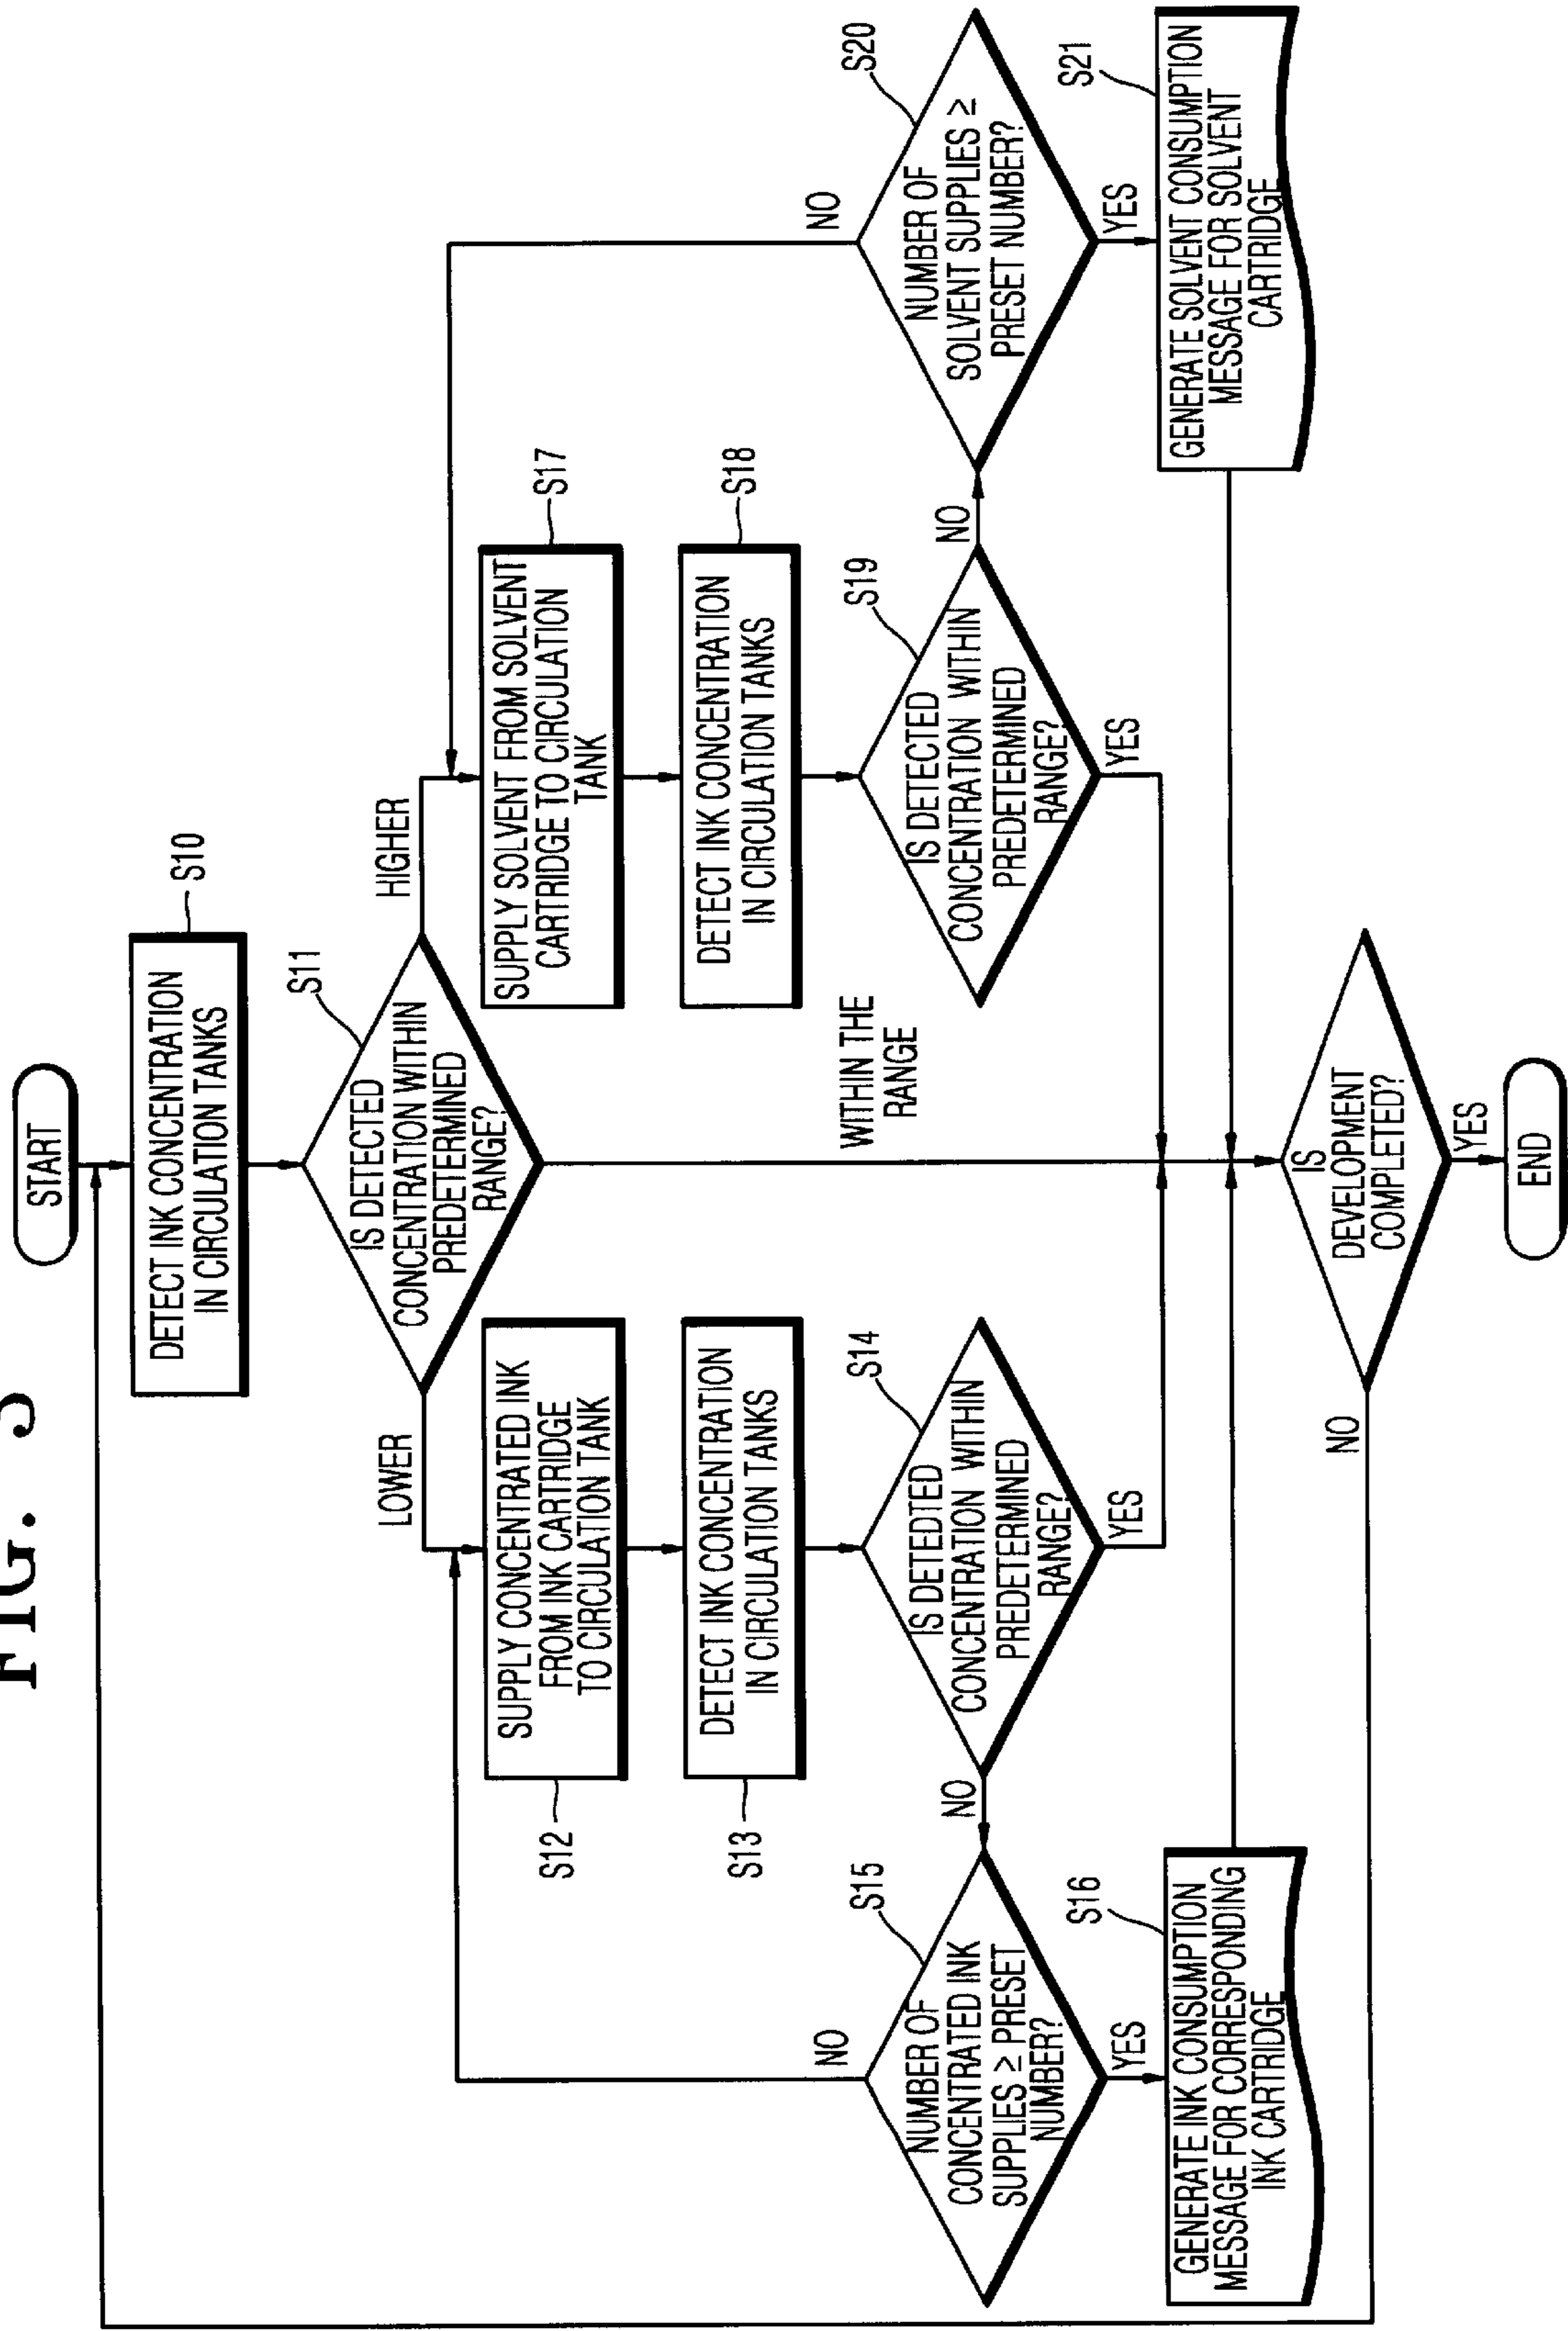 FIG. 5
START
DETECT INK CONCENTRATION
IN CIRCULATION TANKS
S10
IS DETECTED
CONCENTRATION WITHIN
PREDETERMINED
RANGE?
S11
LOWER
HIGHER
WITHIN THE
RANGE
SUPPLY CONCENTRATED INK
FROM INK CARTRIDGE
TO CIRCULATION TANK
S12
DETECT INK CONCENTRATION
IN CIRCULATION TANKS
S13
IS DETEDTED
CONCENTRATION WITHIN
PREDETERMINED
RANGE?
S14
NO
YES
NUMBER OF
CONCENTRATED INK
SUPPLIES ≥ PRESET
NUMBER?
S15
NO
YES
GENERATE INK CONSUMPTION
MESSAGE FOR CORRESPONDING
INK CARTRIDGE
S16
SUPPLY SOLVENT FROM SOLVENT
CARTRIDGE TO CIRCULATION
TANK
S17
DETECT INK CONCENTRATION
IN CIRCULATION TANKS
S18
IS DETECTED
CONCENTRATION WITHIN
PREDETERMINED
RANGE?
S19
NO
YES
NUMBER OF
SOLVENT SUPPLIES ≥
PRESET NUMBER?
S20
NO
YES
GENERATE SOLVENT CONSUMPTION
MESSAGE FOR SOLVENT
CARTRIDGE
S21
IS
DEVELOPMENT
COMPLETED?
NO
YES
END